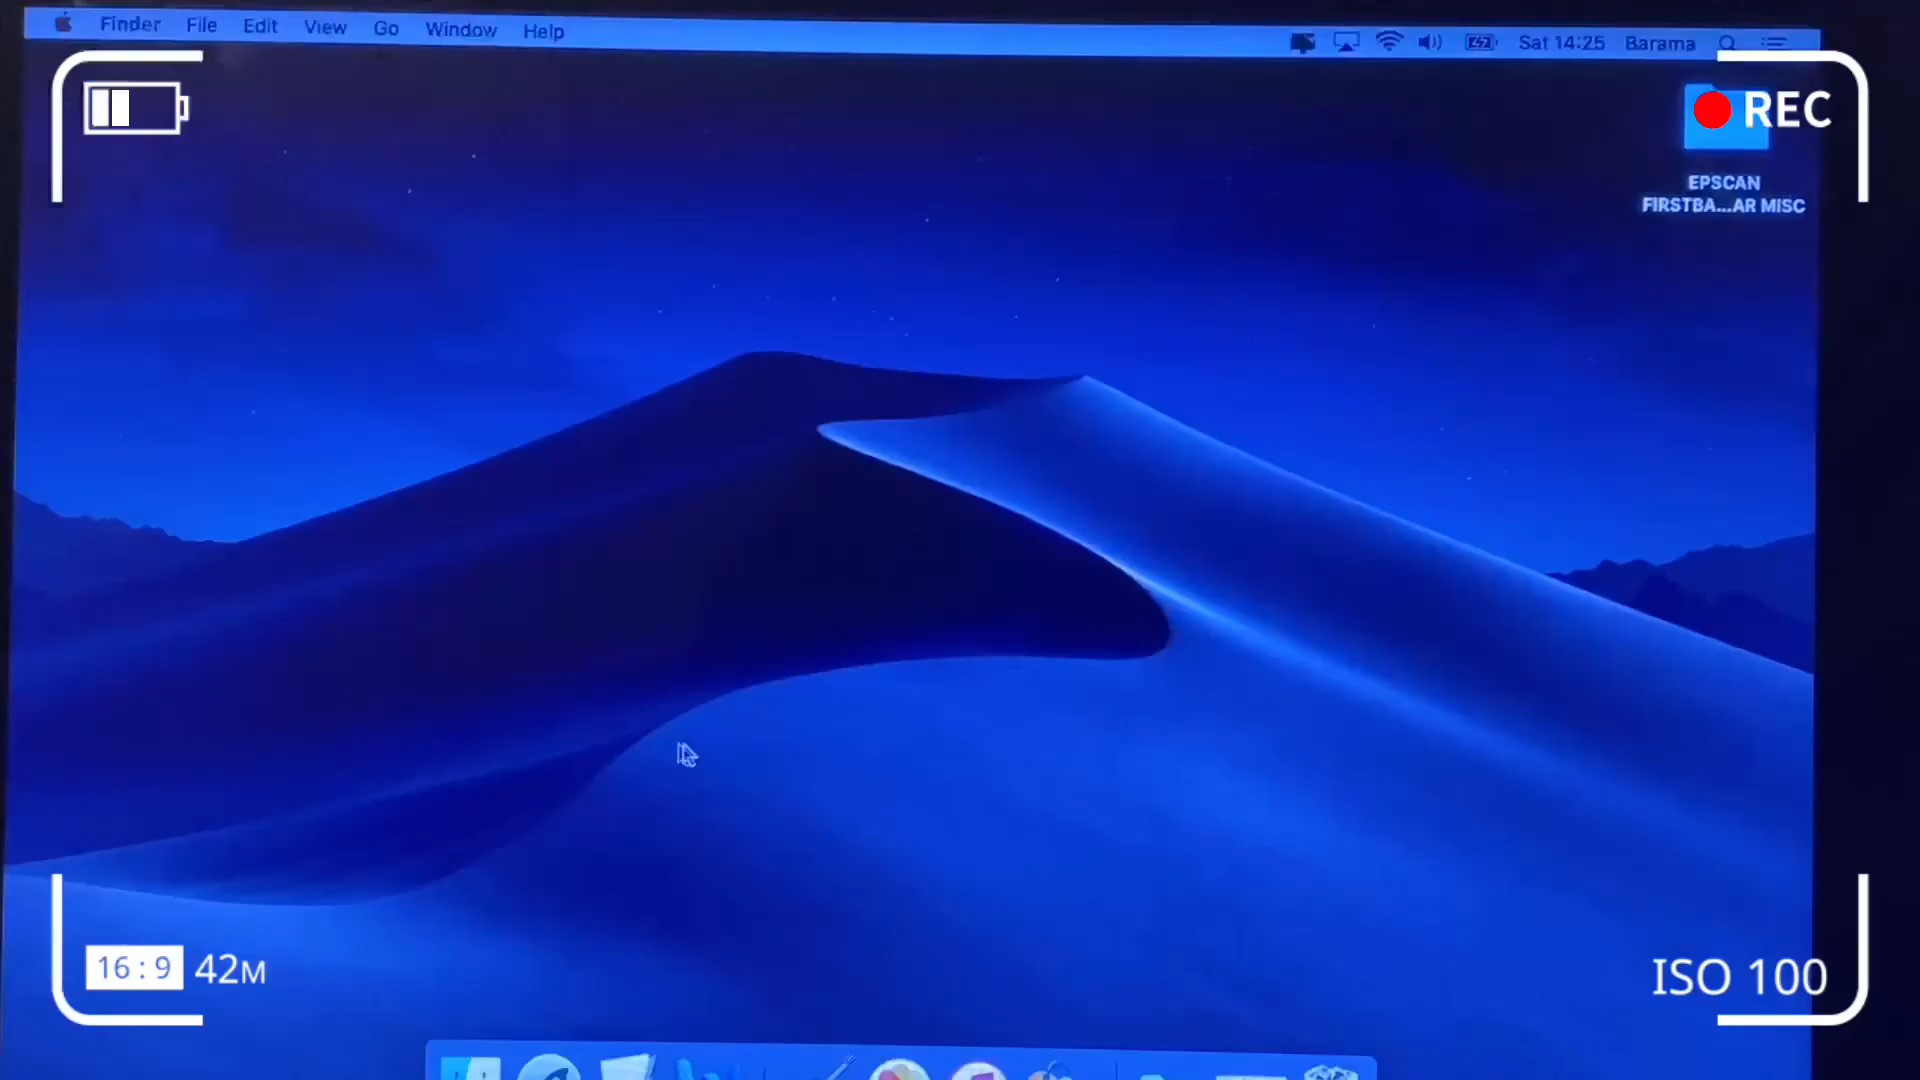 Finder File Edit View Go Window Help
Sat 14:25 Barama
REC
EPSCAN
FIRSTBA...AR MISC
16:9 42M
ISO 100